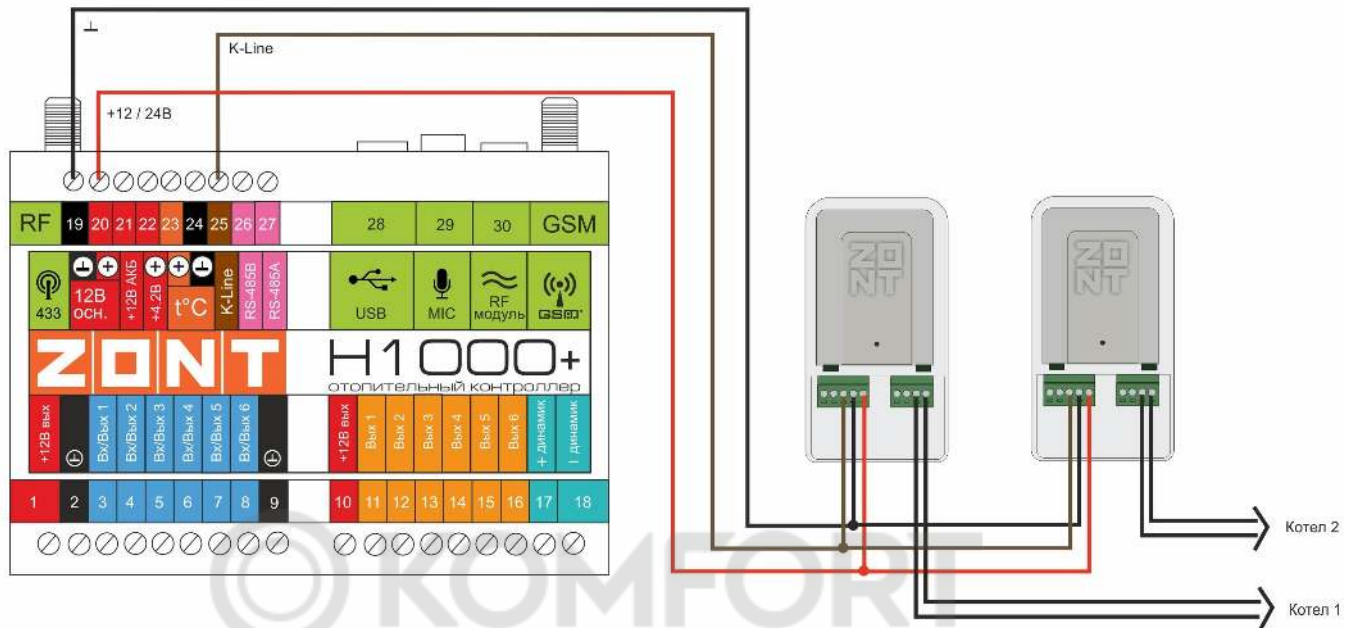 ⊥
K-Line
+12 / 24В
RF 19 20 21 22 23 24 25 26 27 28 29 30 GSM
433
12В осн.
+12В АКБ
+4.2В
t°C
K-Line
RS-485B
RS-485A
USB
MIC
RF модуль
GSM
ZONT H1000+
отопительный контроллер
+12В вых
Вх/Вых 1
Вх/Вых 2
Вх/Вых 3
Вх/Вых 4
Вх/Вых 5
Вх/Вых 6
+12В вых
Вых 1
Вых 2
Вых 3
Вых 4
Вых 5
Вых 6
+ динамик
– динамик
1 2 3 4 5 6 7 8 9 10 11 12 13 14 15 16 17 18
ZONT
ZONT
Котел 2
Котел 1
KOMFORT